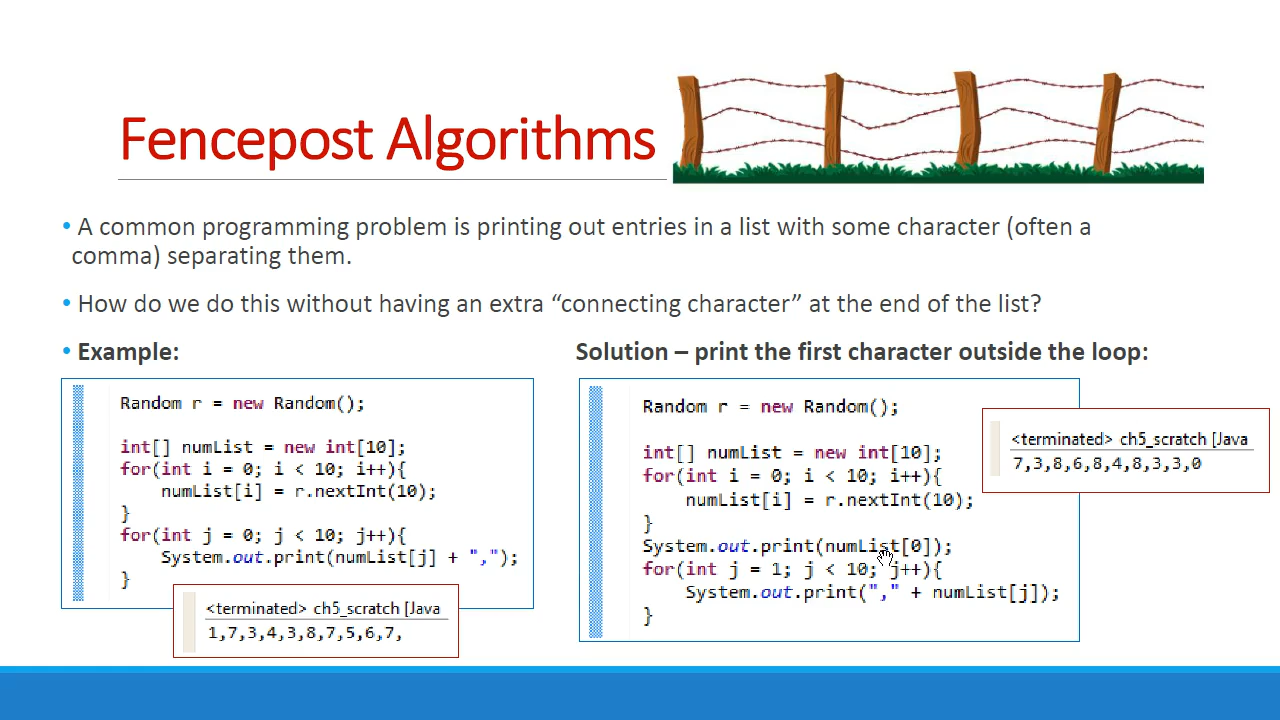 Fencepost Algorithms
• A common programming problem is printing out entries in a list with some character (often a
comma) separating them.
• How do we do this without having an extra “connecting character” at the end of the list?
• Example:
Random r = new Random();
int[] numList = new int[10];
for(int i = 0; i < 10; i++){
numList[i] = r.nextInt(10);
}
for(int j = 0; j < 10; j++){
System.out.print(numList[j] + ",");
}
<terminated> ch5_scratch [Java
1,7,3,4,3,8,7,5,6,7,
Solution – print the first character outside the loop:
Random r = new Random();
int[] numList = new int[10];
for(int i = 0; i < 10; i++){
numList[i] = r.nextInt(10);
}
System.out.print(numList[0]);
for(int j = 1; j < 10; j++){
System.out.print("," + numList[j]);
}
<terminated> ch5_scratch [Java
7,3,8,6,8,4,8,3,3,0